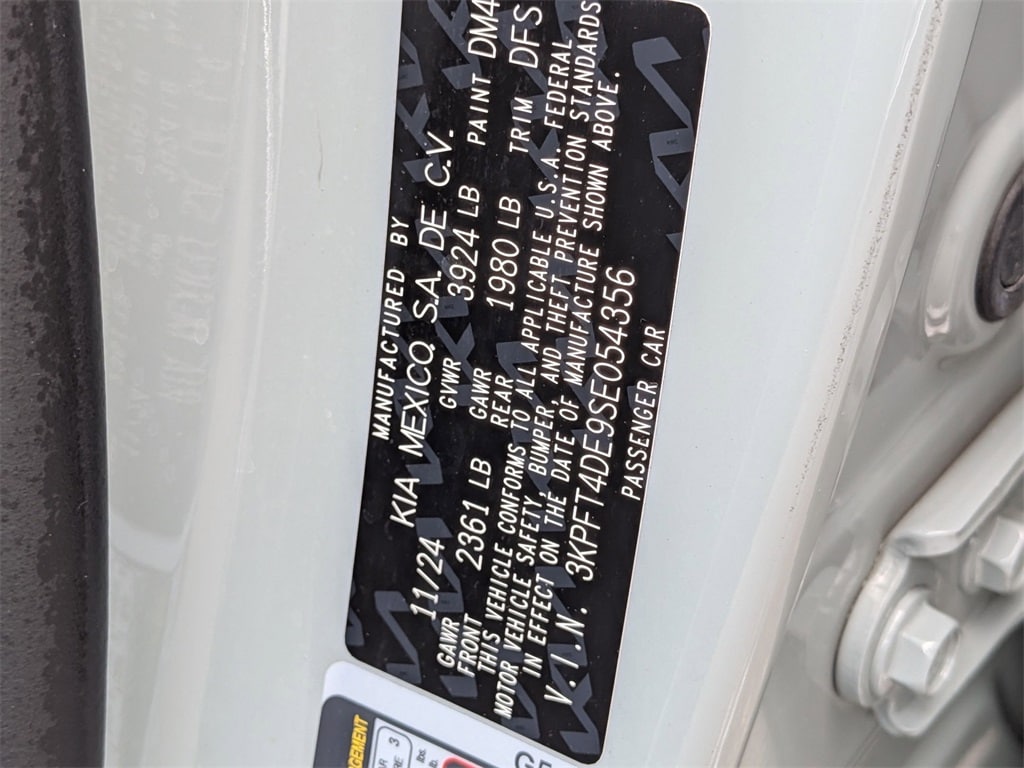 MANUFACTURED BY
11/24 KIA MEXICO, S.A. DE C.V.
GAWR GVWR 3924 LB PAINT DM4
FRONT 2361 LB GAWR REAR 1980 LB TRIM DFS
THIS VEHICLE CONFORMS TO ALL APPLICABLE U.S.A. FEDERAL
MOTOR VEHICLE SAFETY, BUMPER, AND THEFT PREVENTION STANDARDS
IN EFFECT ON THE DATE OF MANUFACTURE SHOWN ABOVE.
V.I.N. 3KPFT4DE9SE054356
PASSENGER CAR
3
lbs.